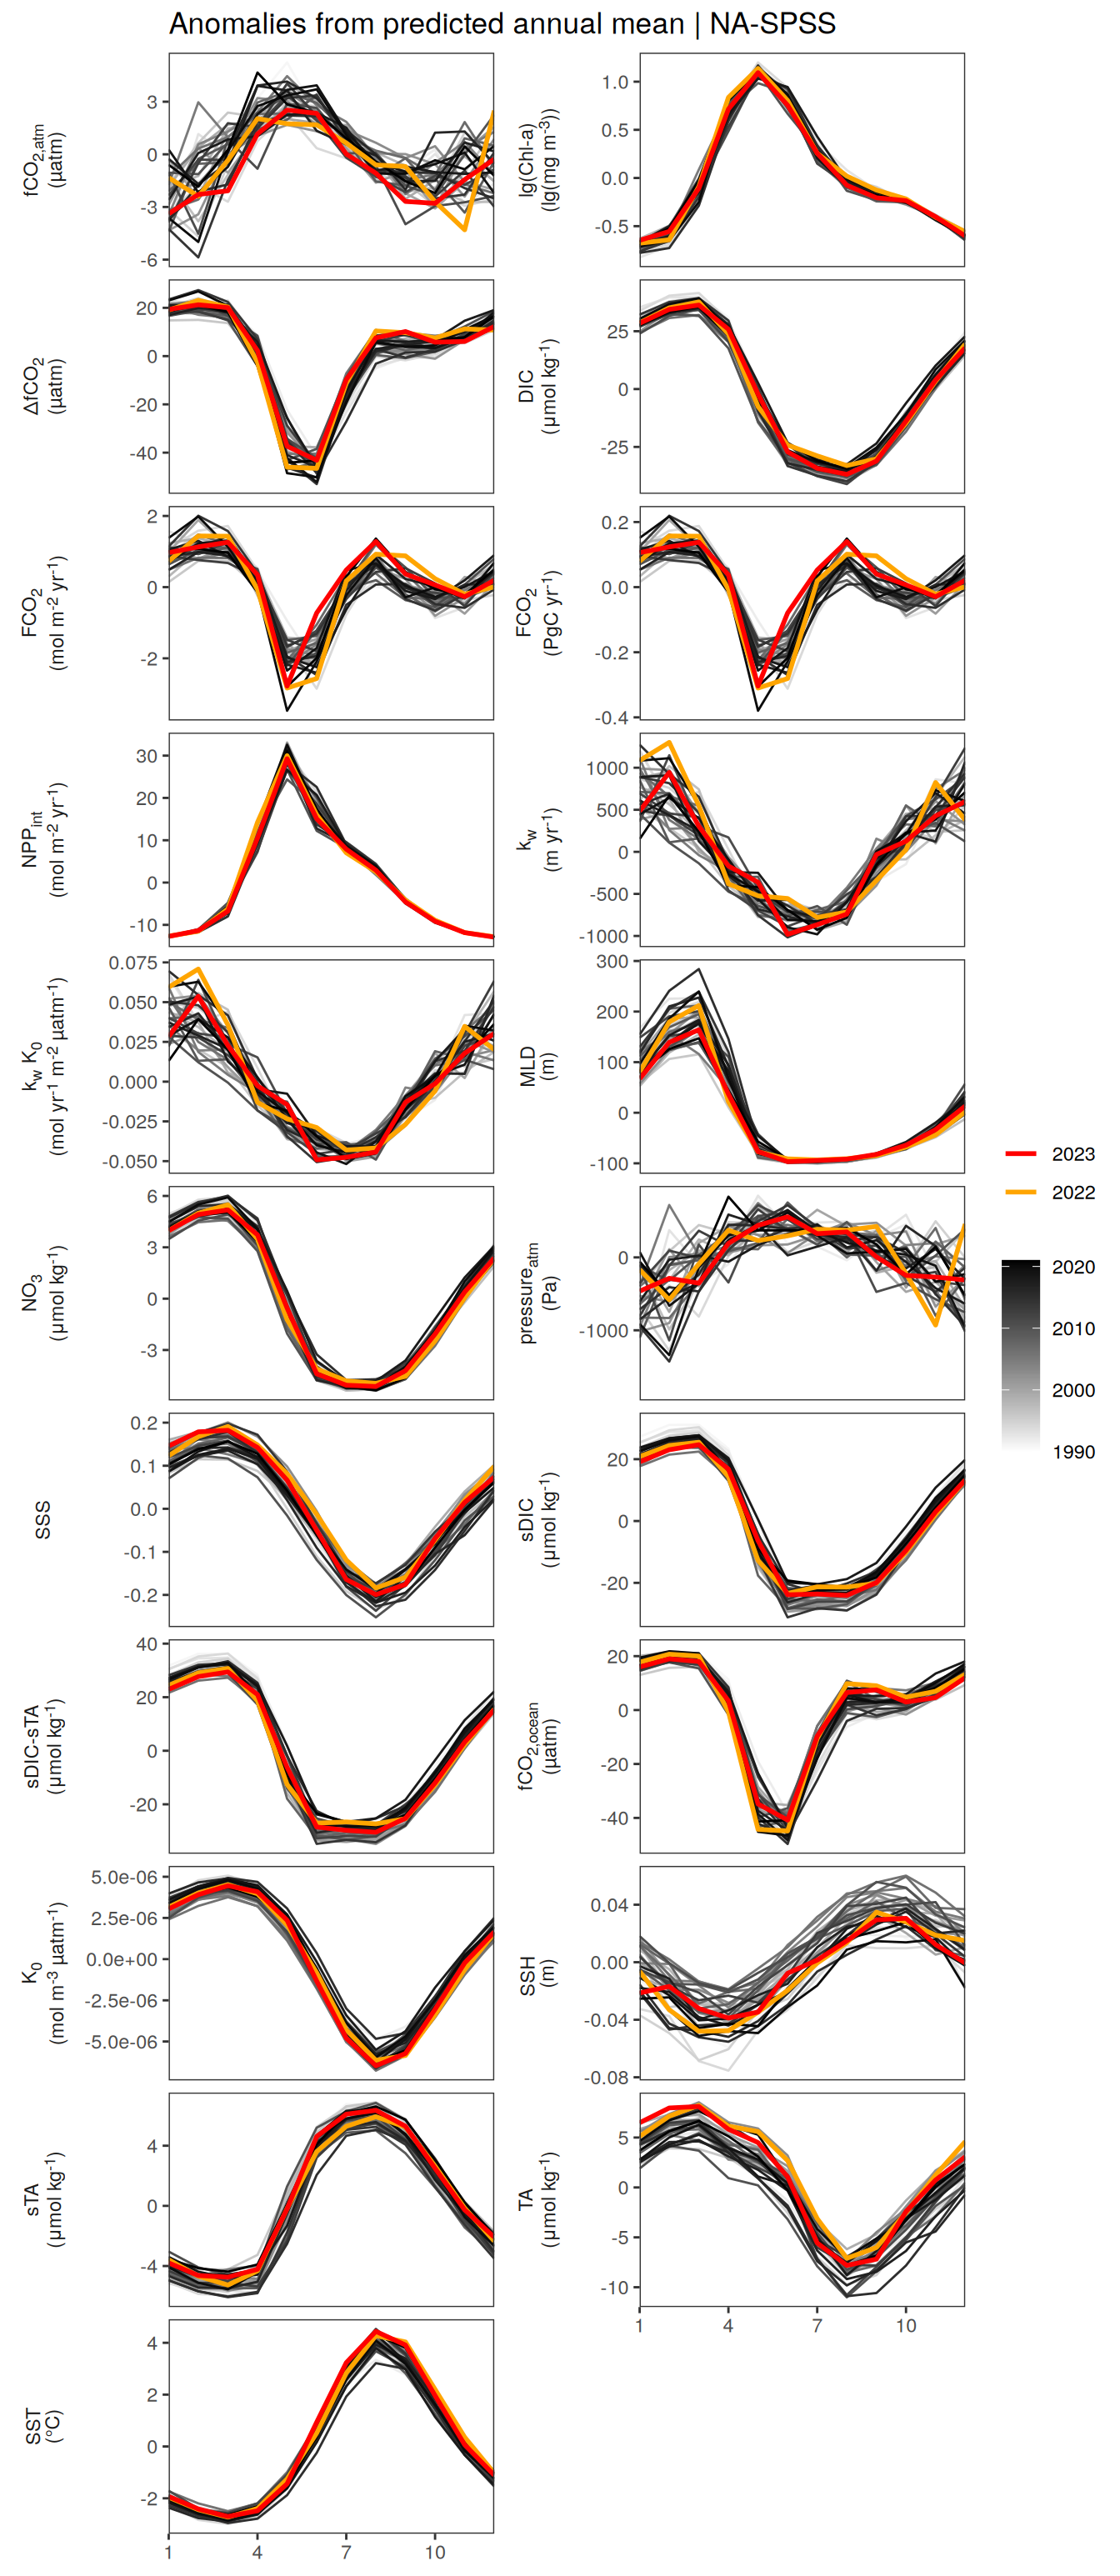 Anomalies from predicted annual mean | NA-SPSS
fCO2,atm
(µatm)
3
0
-3
-6
lg(Chl-a)
(lg(mg m-3))
1.0
0.5
0.0
-0.5
ΔfCO2
(µatm)
20
0
-20
-40
DIC
(µmol kg-1)
25
0
-25
FCO2
(mol m-2 yr-1)
2
0
-2
FCO2
(PgC yr-1)
0.2
0.0
-0.2
-0.4
NPPint
(mol m-2 yr-1)
30
20
10
0
-10
kw
(m yr-1)
1000
500
0
-500
-1000
kw K0
(mol yr-1 m-2 µatm-1)
0.075
0.050
0.025
0.000
-0.025
-0.050
MLD
(m)
300
200
100
0
-100
NO3
(µmol kg-1)
6
3
0
-3
pressureatm
(Pa)
0
-1000
SSS
0.2
0.1
0.0
-0.1
-0.2
sDIC
(µmol kg-1)
20
0
-20
sDIC-sTA
(µmol kg-1)
40
20
0
-20
fCO2,ocean
(µatm)
20
0
-20
-40
K0
(mol m-3 µatm-1)
5.0e-06
2.5e-06
0.0e+00
-2.5e-06
-5.0e-06
SSH
(m)
0.04
0.00
-0.04
-0.08
sTA
(µmol kg-1)
4
0
-4
TA
(µmol kg-1)
5
0
-5
-10
1 4 7 10
SST
(°C)
4
2
0
-2
1 4 7 10
2023
2022
2020
2010
2000
1990